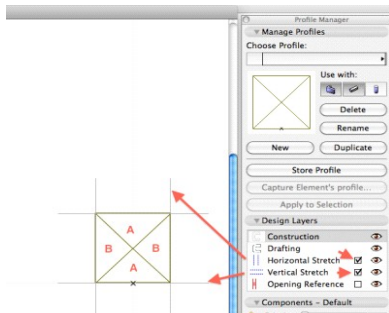 Profile Manager
Manage Profiles
Choose Profile:
Use with:
Delete
Rename
New
Duplicate
Store Profile
Capture Element's profile...
Apply to Selection
Design Layers
Construction
Drafting
Horizontal Stretch
Vertical Stretch
Opening Reference
Components - Default
A
B
B
A